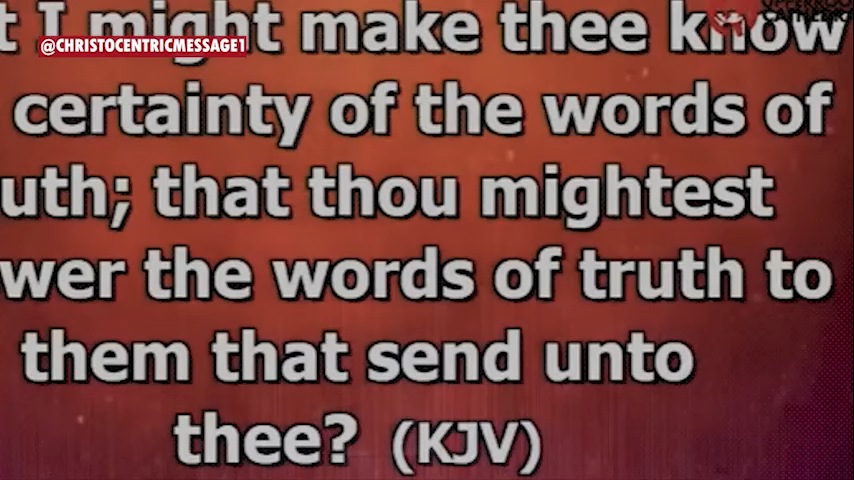 t I might make thee know
@CHRISTOCENTRICMESSAGE1
certainty of the words of
uth; that thou mightest
wer the words of truth to
them that send unto
thee? (KJV)